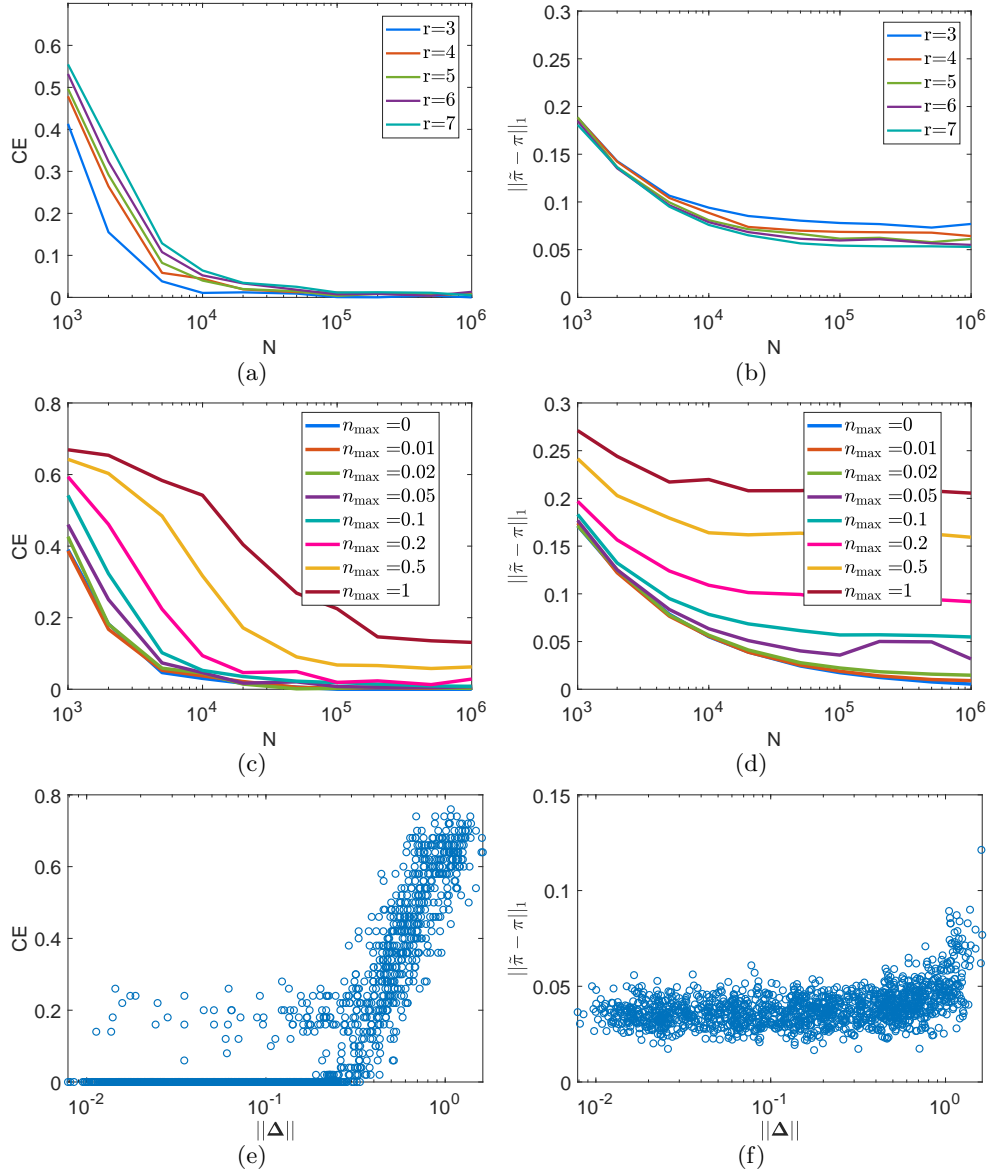 0.6
0.5
0.4
0.3
0.2
0.1
0
CE
10^3
10^4
10^5
10^6
N
r=3
r=4
r=5
r=6
r=7
(a)
0.3
0.25
0.2
0.15
0.1
0.05
0
||π̃ − π||₁
10^3
10^4
10^5
10^6
N
r=3
r=4
r=5
r=6
r=7
(b)
0.8
0.6
0.4
0.2
0
CE
10^3
10^4
10^5
10^6
N
n_max =0
n_max =0.01
n_max =0.02
n_max =0.05
n_max =0.1
n_max =0.2
n_max =0.5
n_max =1
(c)
0.3
0.25
0.2
0.15
0.1
0.05
0
||π̃ − π||₁
10^3
10^4
10^5
10^6
N
n_max =0
n_max =0.01
n_max =0.02
n_max =0.05
n_max =0.1
n_max =0.2
n_max =0.5
n_max =1
(d)
0.8
0.6
0.4
0.2
0
CE
10^-2
10^-1
10^0
||Δ||
(e)
0.15
0.1
0.05
0
||π̃ − π||₁
10^-2
10^-1
10^0
||Δ||
(f)